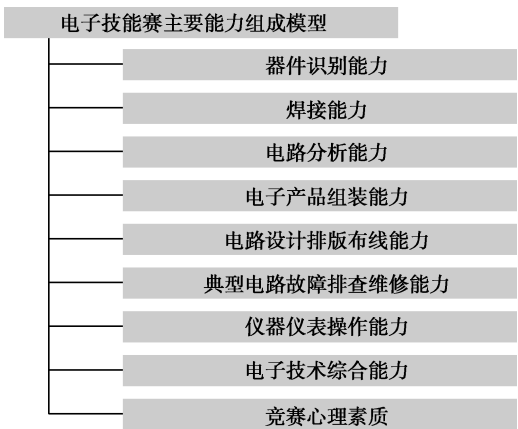 电子技能赛主要能力组成模型
器件识别能力
焊接能力
电路分析能力
电子产品组装能力
电路设计排版布线能力
典型电路故障排查维修能力
仪器仪表操作能力
电子技术综合能力
竞赛心理素质